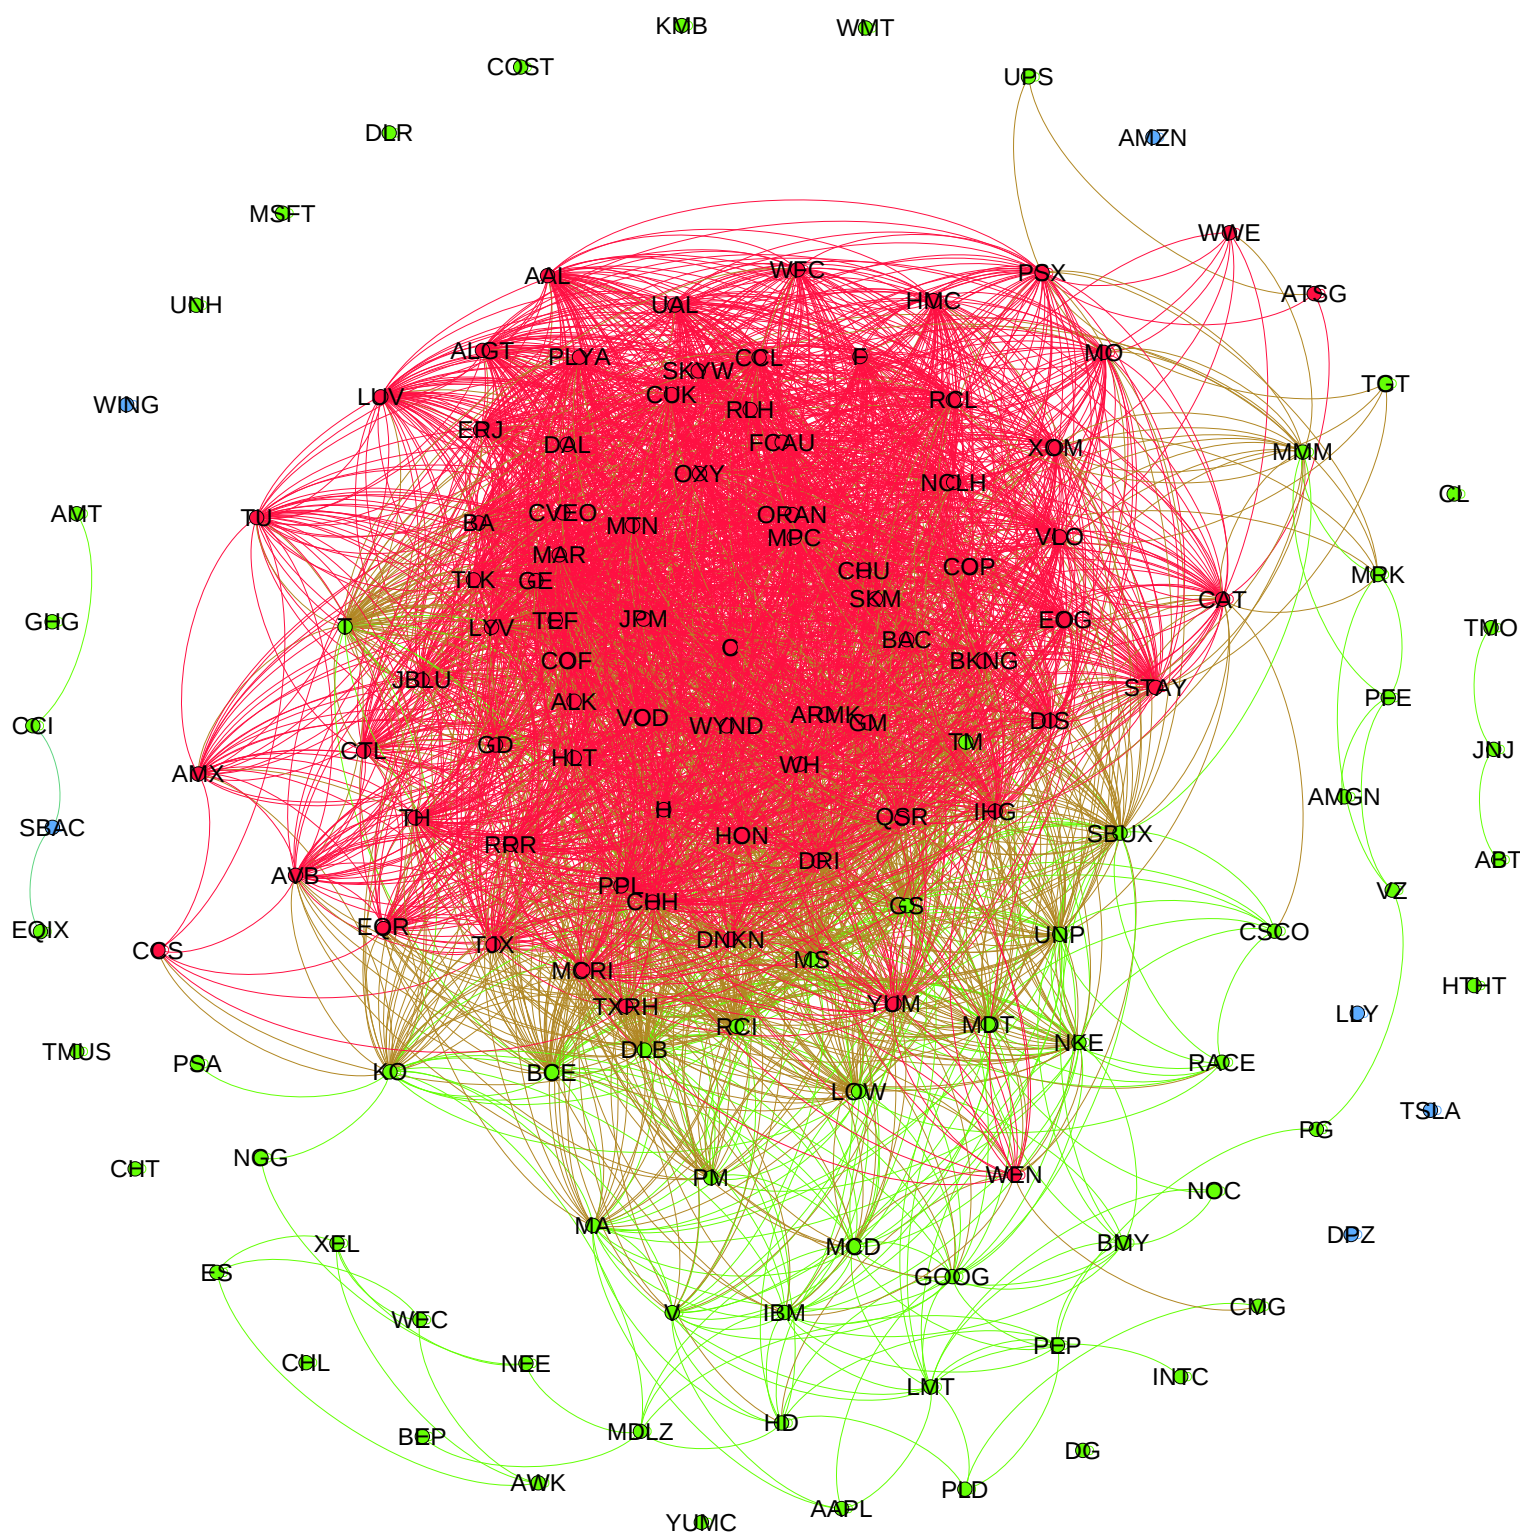 KMB
WMT
COST
UPS
DLR
AMZN
MSFT
WWE
AAL
WFC
PSX
ATSG
UNH
UAL
HMC
ALGT
PLYA
SKYW
CCL
F
MO
TGT
LUV
CUK
RCL
WING
RLH
ERJ
DAL
FCAU
XOM
MMM
OXY
NCLH
CL
AMT
TU
BA
CVEO
MTN
ORAN
MPC
VLO
MAR
TLK
GE
CHU
COP
MRK
SKM
CAT
GHG
T
LYV
TEF
JPM
EOG
TMO
C
BAC
COF
BKNG
JBLU
STAY
PFE
ALK
CCI
VOD
WYND
ARMK
GM
DIS
CTL
GD
TM
JNJ
AMX
HLT
WH
SBAC
TH
H
QSR
IHG
AMGN
RRR
HON
SBUX
AVB
DRI
ABT
PPL
CHH
GS
VZ
EQIX
EQR
TJX
DNKN
UNP
CSCO
CCS
MCRI
MS
HTHT
TXRH
YUM
LLY
TMUS
PSA
KO
BCE
DLB
RCI
MDT
NKE
RACE
LOW
TSLA
PG
CHT
NGG
PM
WEN
NOC
XEL
MA
MCD
BMY
DPZ
ES
GOOG
WEC
V
IBM
CMG
CHL
NEE
PEP
INTC
LMT
BEP
MDLZ
HD
DG
AWK
PLD
AAPL
YUMC